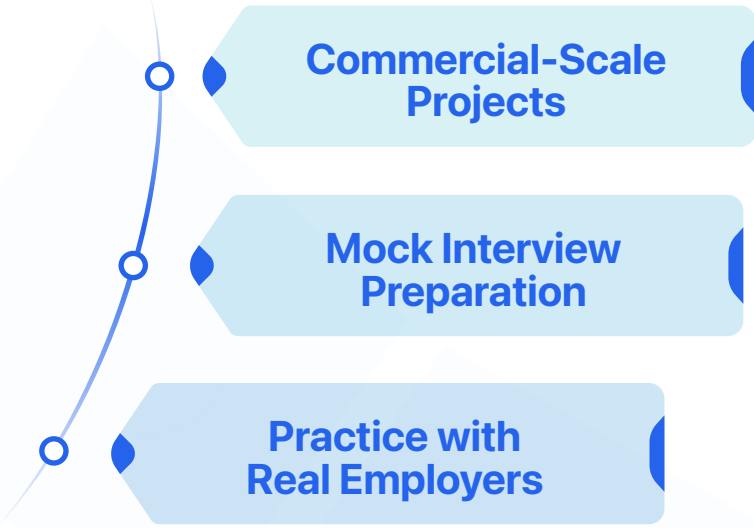 Commercial-Scale
Projects
Mock Interview
Preparation
Practice with
Real Employers